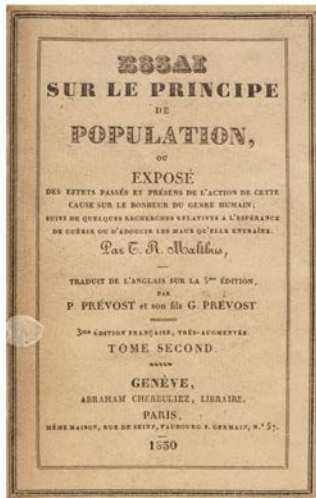 ESSAI
SUR LE PRINCIPE
DE
POPULATION,
OU
EXPOSÉ
DES EFFETS PASSÉS ET PRÉSENS DE L'ACTION DE CETTE
CAUSE SUR LE BONHEUR DU GENRE HUMAIN;
SUIVI DE QUELQUES RECHERCHES RELATIVES A L'ESPÉRANCE
DE GUÉRIR OU D'ADOUCIR LES MAUX QU'ELLE ENTRAÎNE.
Par T. R. Malthus,
TRADUIT DE L'ANGLAIS SUR LA 5me ÉDITION,
PAR
P. PRÉVOST et son fils G. PRÉVOST
3me ÉDITION FRANÇAISE, TRÈS-AUGMENTÉE.
TOME SECOND.
GENÈVE,
ABRAHAM CHERBULIEZ, LIBRAIRE.
PARIS,
MÊME MAISON, RUE DE SEINE, FAUBOURG S. GERMAIN, N.° 57.
1830